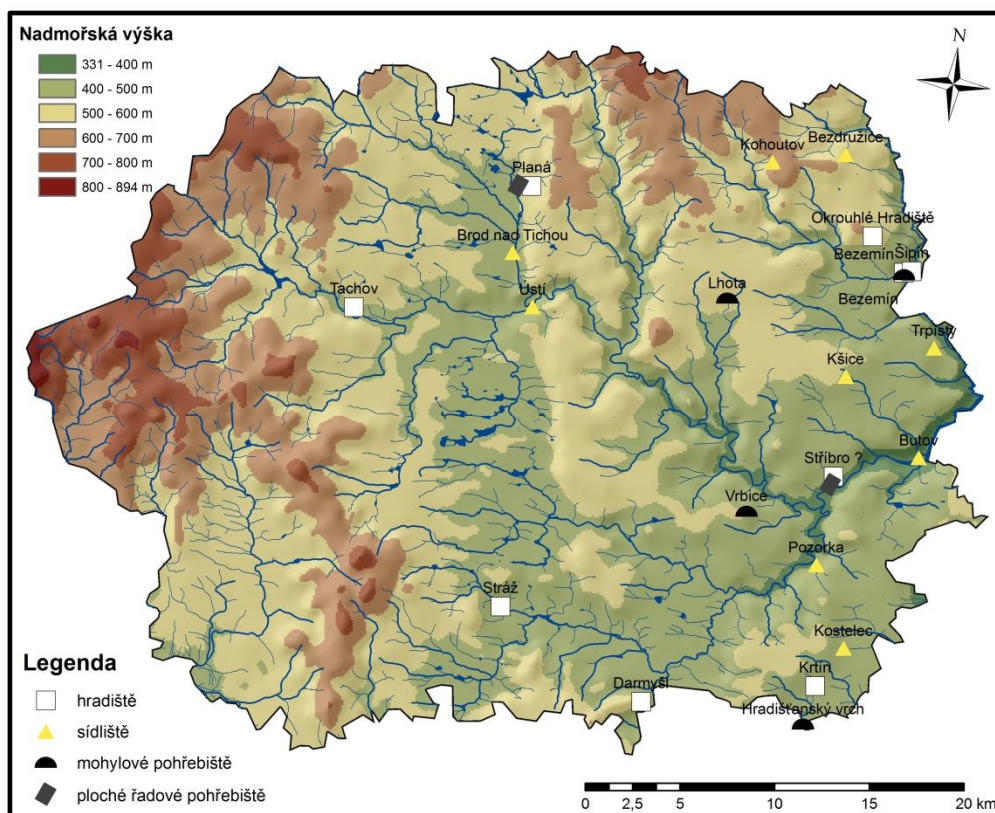 Nadmořská výška
331 - 400 m
400 - 500 m
500 - 600 m
600 - 700 m
700 - 800 m
800 - 894 m
N
Kohoutov
Bezdružice
Planá
Okrouhlé Hradiště
Brod nad Tichou
Bezemín
Šipín
Tachov
Ústí
Lhota
Bezemín
Trpísty
Kšice
Butov
Stříbro ?
Vrbice
Pozorka
Stráž
Kostelec
Krtín
Darmyšl
Hradišťanský vrch
Legenda
hradiště
sídliště
mohylové pohřebiště
ploché řadové pohřebiště
0 2,5 5 10 15 20 km